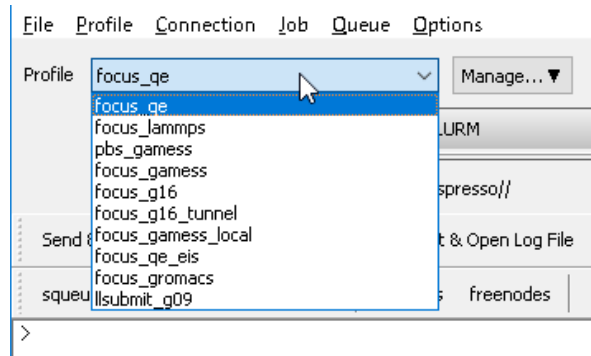 File Profile Connection Job Queue Options
Profile focus_qe Manage...▼
focus_qe
focus_lammps
LURM
pbs_gamess
focus_gamess
focus_g16
spresso//
focus_g16_tunnel
Send focus_gamess_local t & Open Log File
focus_qe_eis
focus_gromacs
squeu s freenodes
llsubmit_g09
>